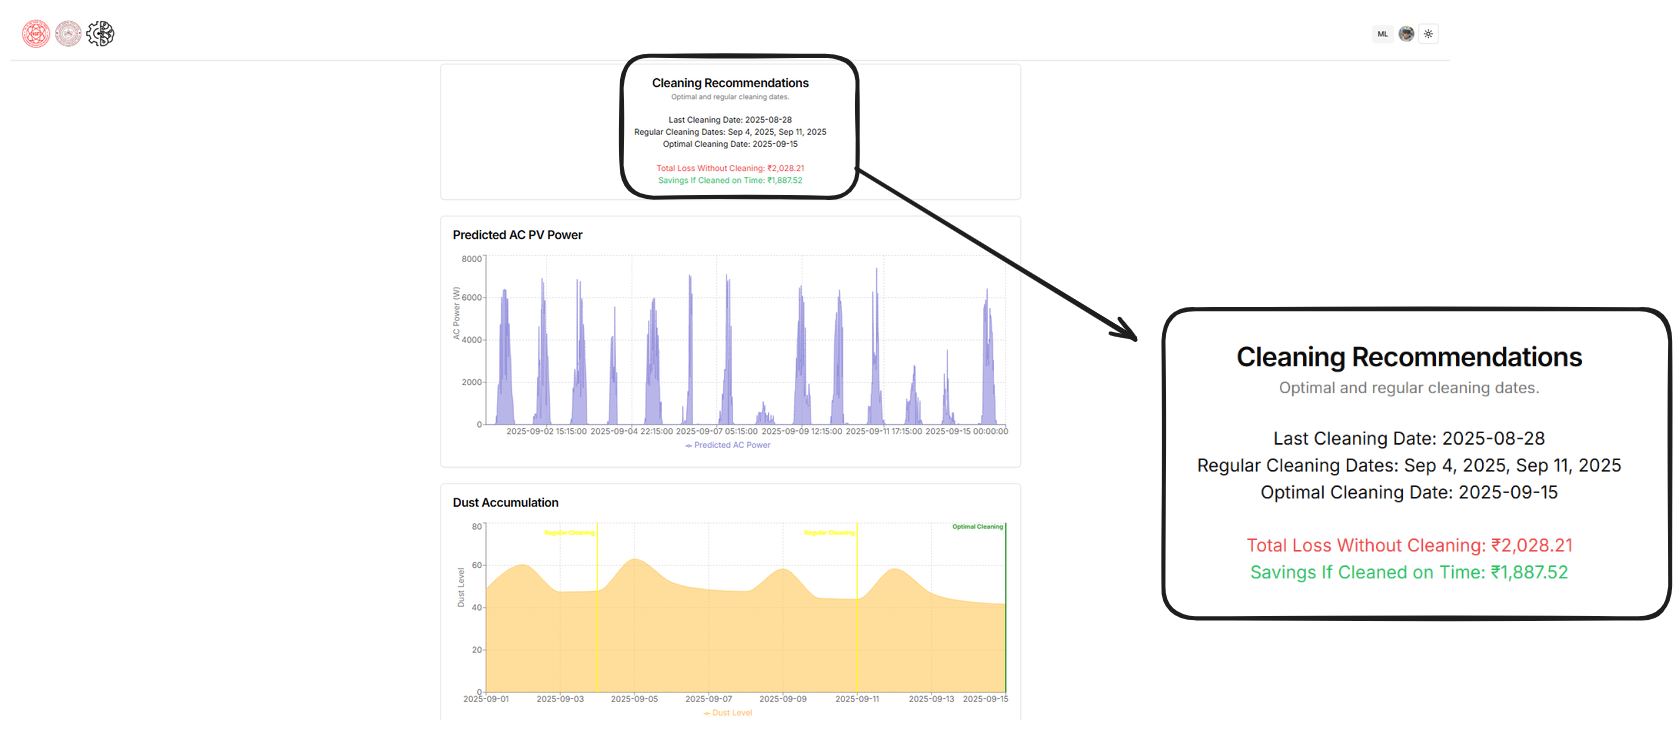 ML
Cleaning Recommendations
Optimal and regular cleaning dates.
Last Cleaning Date: 2025-08-28
Regular Cleaning Dates: Sep 4, 2025, Sep 11, 2025
Optimal Cleaning Date: 2025-09-15
Total Loss Without Cleaning: ₹2,028.21
Savings If Cleaned on Time: ₹1,887.52
Predicted AC PV Power
8000
6000
4000
2000
0
AC Power (W)
2025-09-02 15:15:00 2025-09-04 22:15:00 2025-09-07 05:15:00 2025-09-09 12:15:00 2025-09-11 17:15:00 2025-09-15 00:00:00
Predicted AC Power
Cleaning Recommendations
Optimal and regular cleaning dates.
Last Cleaning Date: 2025-08-28
Regular Cleaning Dates: Sep 4, 2025, Sep 11, 2025
Optimal Cleaning Date: 2025-09-15
Total Loss Without Cleaning: ₹2,028.21
Savings If Cleaned on Time: ₹1,887.52
Dust Accumulation
80
60
40
20
0
Dust Level
Regular Cleaning
Regular Cleaning
Optimal Cleaning
2025-09-01 2025-09-03 2025-09-05 2025-09-07 2025-09-09 2025-09-11 2025-09-13 2025-09-15
Dust Level